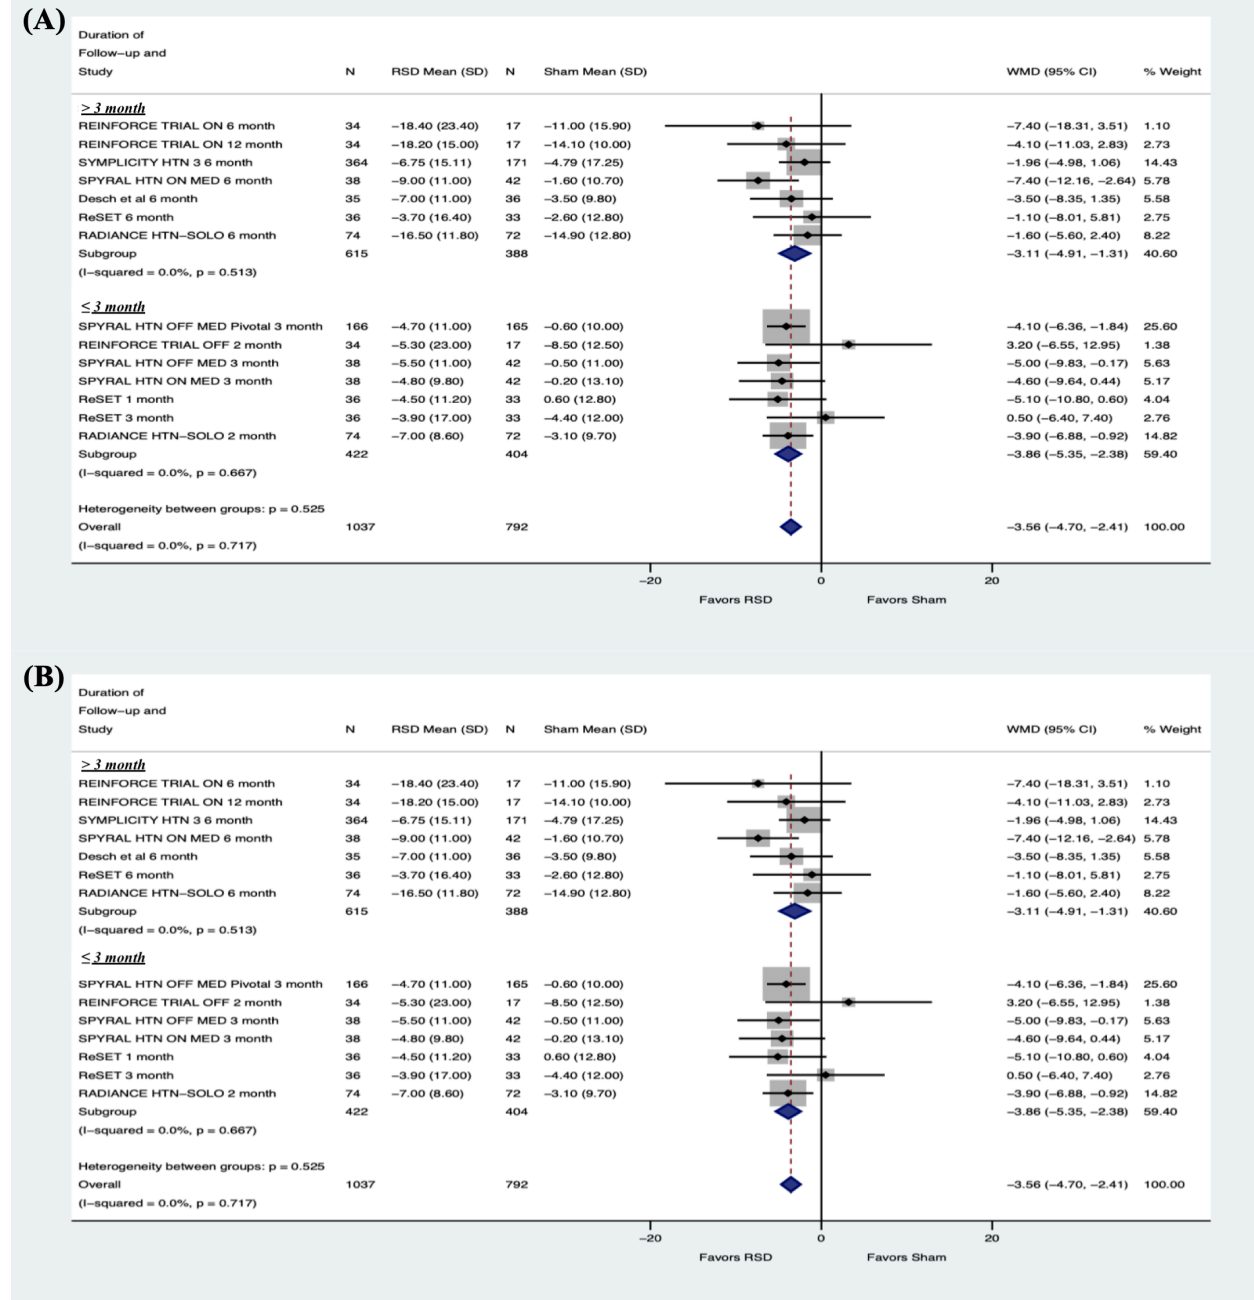 (A)
Duration of
Follow−up and
Study N RSD Mean (SD) N Sham Mean (SD) WMD (95% CI) % Weight
> 3 month
REINFORCE TRIAL ON 6 month 34 −18.40 (23.40) 17 −11.00 (15.90) −7.40 (−18.31, 3.51) 1.10
REINFORCE TRIAL ON 12 month 34 −18.20 (15.00) 17 −14.10 (10.00) −4.10 (−11.03, 2.83) 2.73
SYMPLICITY HTN 3 6 month 364 −6.75 (15.11) 171 −4.79 (17.25) −1.96 (−4.98, 1.06) 14.43
SPYRAL HTN ON MED 6 month 38 −9.00 (11.00) 42 −1.60 (10.70) −7.40 (−12.16, −2.64) 5.78
Desch et al 6 month 35 −7.00 (11.00) 36 −3.50 (9.80) −3.50 (−8.35, 1.35) 5.58
ReSET 6 month 36 −3.70 (16.40) 33 −2.60 (12.80) −1.10 (−8.01, 5.81) 2.75
RADIANCE HTN−SOLO 6 month 74 −16.50 (11.80) 72 −14.90 (12.80) −1.60 (−5.60, 2.40) 8.22
Subgroup 615 388 −3.11 (−4.91, −1.31) 40.60
(I−squared = 0.0%, p = 0.513)
≤ 3 month
SPYRAL HTN OFF MED Pivotal 3 month 166 −4.70 (11.00) 165 −0.60 (10.00) −4.10 (−6.36, −1.84) 25.60
REINFORCE TRIAL OFF 2 month 34 −5.30 (23.00) 17 −8.50 (12.50) 3.20 (−6.55, 12.95) 1.38
SPYRAL HTN OFF MED 3 month 38 −5.50 (11.00) 42 −0.50 (11.00) −5.00 (−9.83, −0.17) 5.63
SPYRAL HTN ON MED 3 month 38 −4.80 (9.80) 42 −0.20 (13.10) −4.60 (−9.64, 0.44) 5.17
ReSET 1 month 36 −4.50 (11.20) 33 0.60 (12.80) −5.10 (−10.80, 0.60) 4.04
ReSET 3 month 36 −3.90 (17.00) 33 −4.40 (12.00) 0.50 (−6.40, 7.40) 2.76
RADIANCE HTN−SOLO 2 month 74 −7.00 (8.60) 72 −3.10 (9.70) −3.90 (−6.88, −0.92) 14.82
Subgroup 422 404 −3.86 (−5.35, −2.38) 59.40
(I−squared = 0.0%, p = 0.667)
Heterogeneity between groups: p = 0.525
Overall 1037 792 −3.56 (−4.70, −2.41) 100.00
(I−squared = 0.0%, p = 0.717)
−20 0 20
Favors RSD Favors Sham
(B)
Duration of
Follow−up and
Study N RSD Mean (SD) N Sham Mean (SD) WMD (95% CI) % Weight
> 3 month
REINFORCE TRIAL ON 6 month 34 −18.40 (23.40) 17 −11.00 (15.90) −7.40 (−18.31, 3.51) 1.10
REINFORCE TRIAL ON 12 month 34 −18.20 (15.00) 17 −14.10 (10.00) −4.10 (−11.03, 2.83) 2.73
SYMPLICITY HTN 3 6 month 364 −6.75 (15.11) 171 −4.79 (17.25) −1.96 (−4.98, 1.06) 14.43
SPYRAL HTN ON MED 6 month 38 −9.00 (11.00) 42 −1.60 (10.70) −7.40 (−12.16, −2.64) 5.78
Desch et al 6 month 35 −7.00 (11.00) 36 −3.50 (9.80) −3.50 (−8.35, 1.35) 5.58
ReSET 6 month 36 −3.70 (16.40) 33 −2.60 (12.80) −1.10 (−8.01, 5.81) 2.75
RADIANCE HTN−SOLO 6 month 74 −16.50 (11.80) 72 −14.90 (12.80) −1.60 (−5.60, 2.40) 8.22
Subgroup 615 388 −3.11 (−4.91, −1.31) 40.60
(I−squared = 0.0%, p = 0.513)
≤ 3 month
SPYRAL HTN OFF MED Pivotal 3 month 166 −4.70 (11.00) 165 −0.60 (10.00) −4.10 (−6.36, −1.84) 25.60
REINFORCE TRIAL OFF 2 month 34 −5.30 (23.00) 17 −8.50 (12.50) 3.20 (−6.55, 12.95) 1.38
SPYRAL HTN OFF MED 3 month 38 −5.50 (11.00) 42 −0.50 (11.00) −5.00 (−9.83, −0.17) 5.63
SPYRAL HTN ON MED 3 month 38 −4.80 (9.80) 42 −0.20 (13.10) −4.60 (−9.64, 0.44) 5.17
ReSET 1 month 36 −4.50 (11.20) 33 0.60 (12.80) −5.10 (−10.80, 0.60) 4.04
ReSET 3 month 36 −3.90 (17.00) 33 −4.40 (12.00) 0.50 (−6.40, 7.40) 2.76
RADIANCE HTN−SOLO 2 month 74 −7.00 (8.60) 72 −3.10 (9.70) −3.90 (−6.88, −0.92) 14.82
Subgroup 422 404 −3.86 (−5.35, −2.38) 59.40
(I−squared = 0.0%, p = 0.667)
Heterogeneity between groups: p = 0.525
Overall 1037 792 −3.56 (−4.70, −2.41) 100.00
(I−squared = 0.0%, p = 0.717)
−20 0 20
Favors RSD Favors Sham